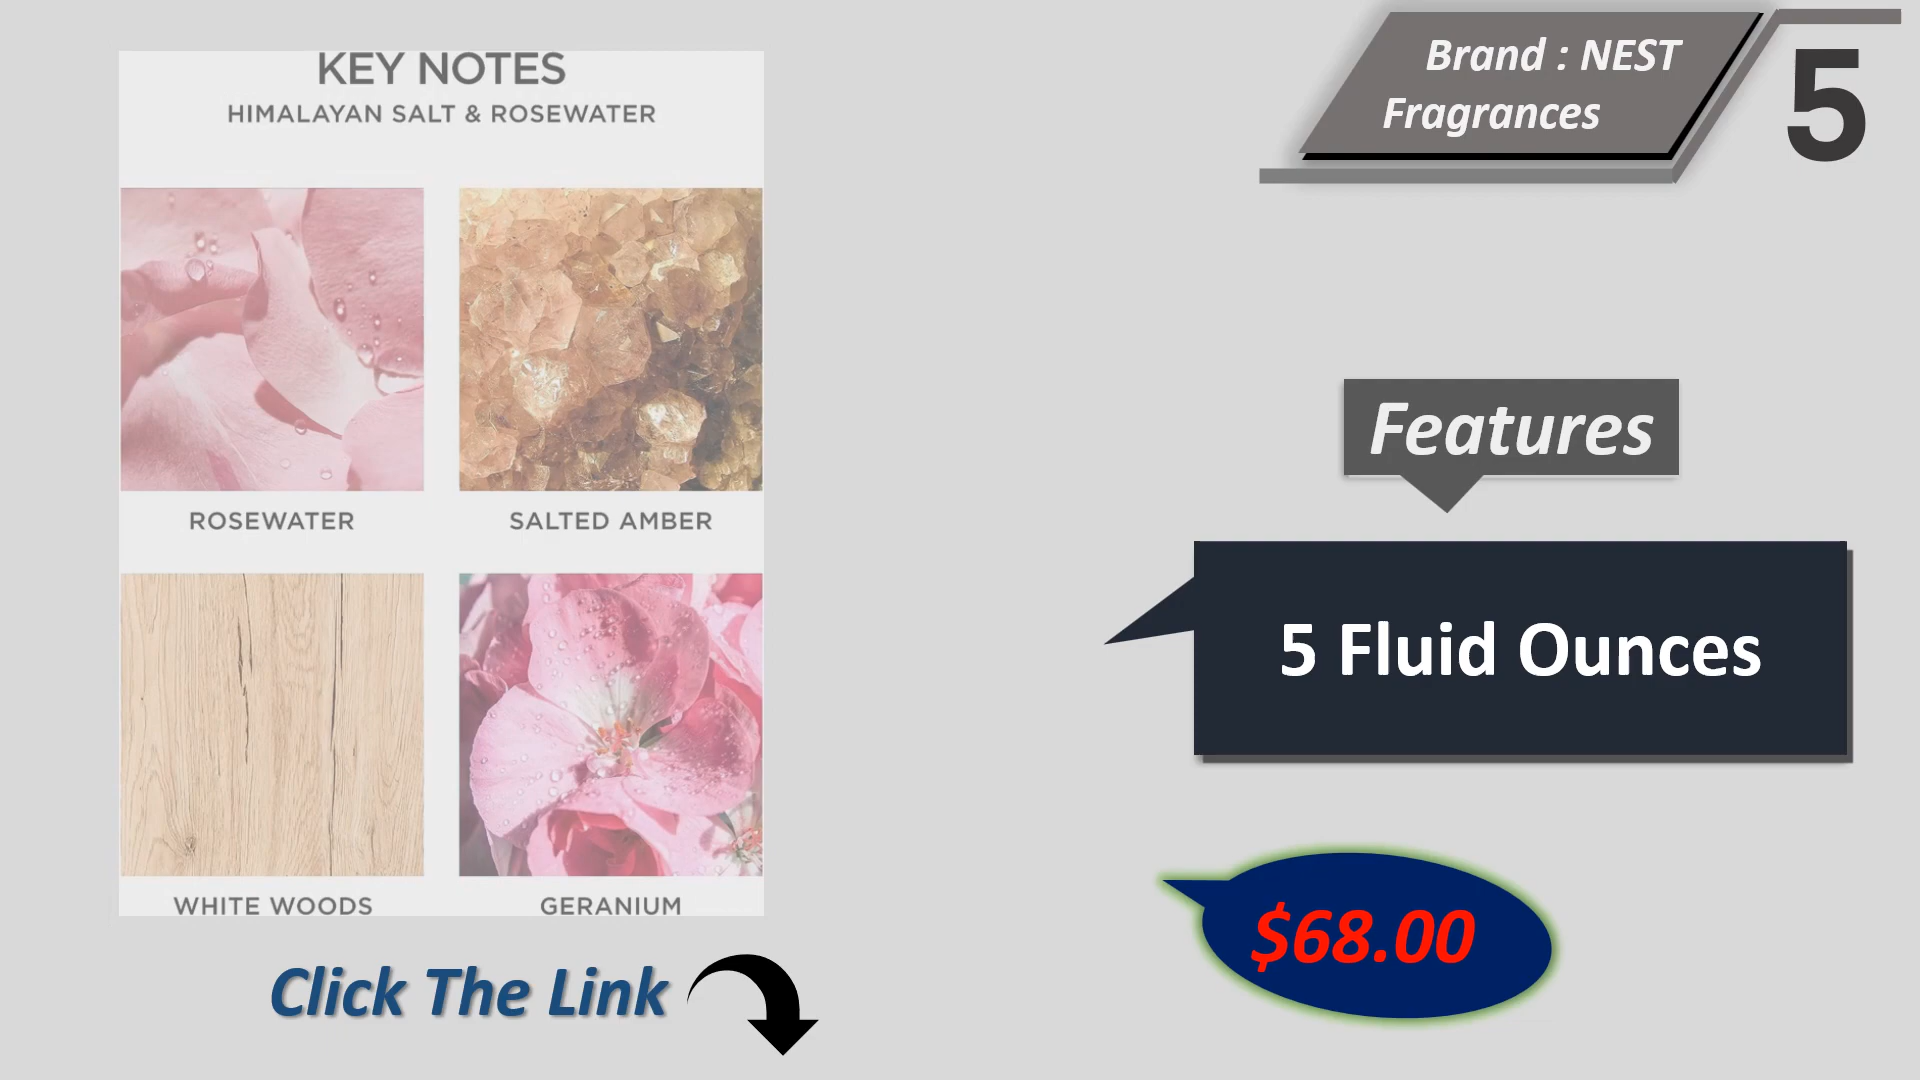 KEY NOTES
HIMALAYAN SALT & ROSEWATER
ROSEWATER
SALTED AMBER
WHITE WOODS
GERANIUM
Click The Link
Brand : NEST
Fragrances
5
Features
5 Fluid Ounces
$68.00